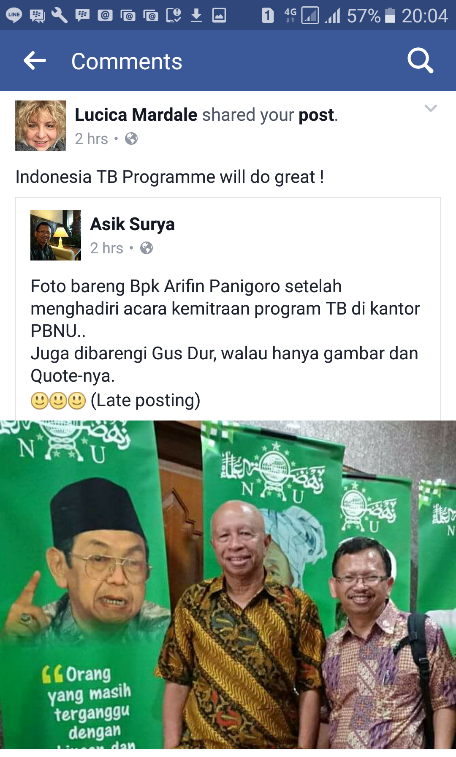 1 4G 57% 20:04
Comments
Lucica Mardale shared your post.
2 hrs •
Indonesia TB Programme will do great !
Asik Surya
2 hrs •
Foto bareng Bpk Arifin Panigoro setelah
menghadiri acara kemitraan program TB di kantor
PBNU..
Juga dibarengi Gus Dur, walau hanya gambar dan
Quote-nya.
(Late posting)
N U
N U
N U
N
“Orang
yang masih
terganggu
dengan
dan